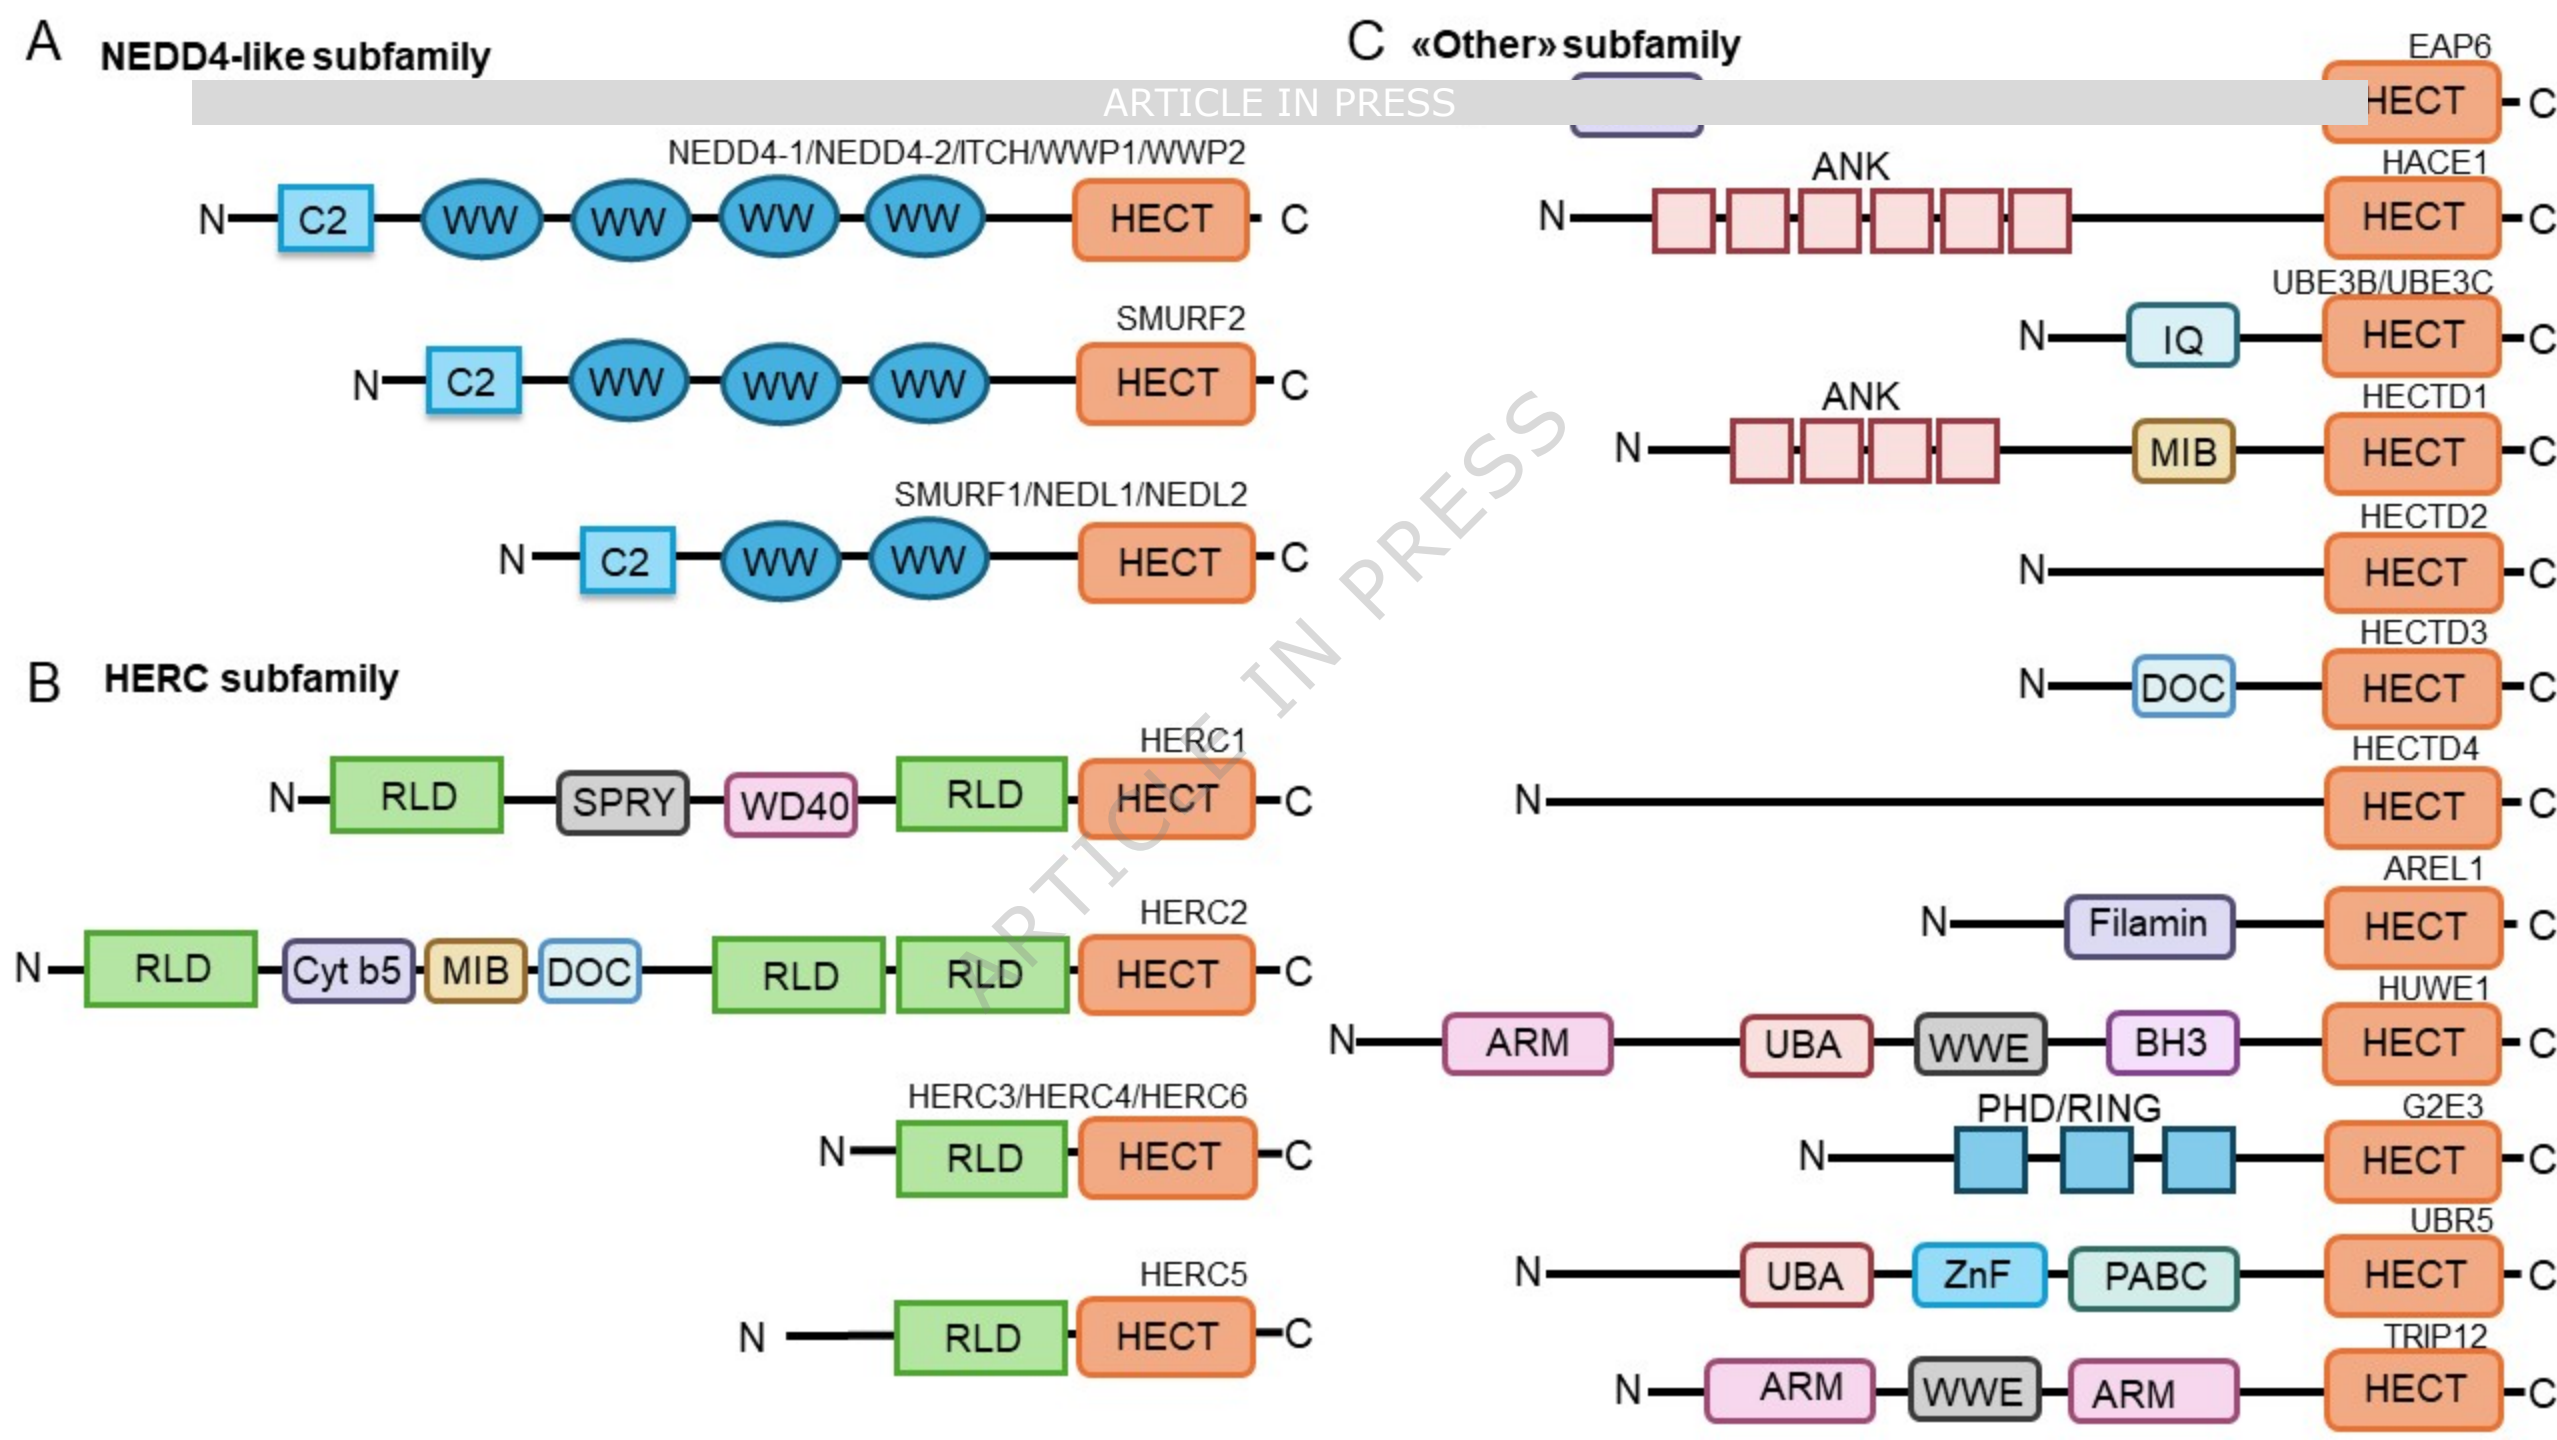 A NEDD4-like subfamily
ARTICLE IN PRESS
NEDD4-1/NEDD4-2/ITCH/WWP1/WWP2
N C2 WW WW WW WW HECT C
SMURF2
N C2 WW WW WW HECT C
SMURF1/NEDL1/NEDL2
N C2 WW WW HECT C
B HERC subfamily
HERC1
N RLD SPRY WD40 RLD HECT C
HERC2
N RLD Cyt b5 MIB DOC RLD RLD HECT C
HERC3/HERC4/HERC6
N RLD HECT C
HERC5
N RLD HECT C
C «Other» subfamily
EAP6
HECT C
HACE1
ANK
N HECT C
UBE3B/UBE3C
N IQ HECT C
HECTD1
ANK
N MIB HECT C
HECTD2
N HECT C
HECTD3
N DOC HECT C
HECTD4
N HECT C
AREL1
N Filamin HECT C
HUWE1
N ARM UBA WWE BH3 HECT C
G2E3
PHD/RING
N HECT C
UBR5
N UBA ZnF PABC HECT C
TRIP12
N ARM WWE ARM HECT C
ARTICLE IN PRESS